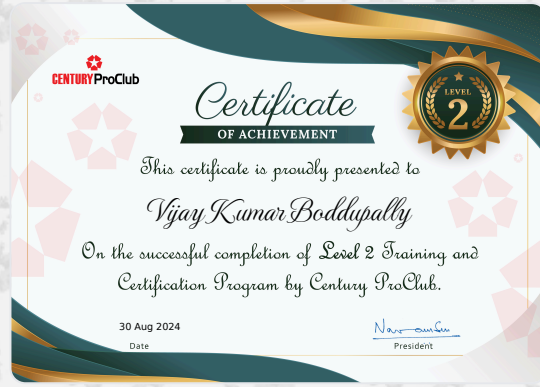 CENTURY ProClub
Certificate
OF ACHIEVEMENT
LEVEL
2
This certificate is proudly presented to
Vijay Kumar Boddupally
On the successful completion of Level 2 Training and
Certification Program by Century ProClub.
30 Aug 2024
Date
President